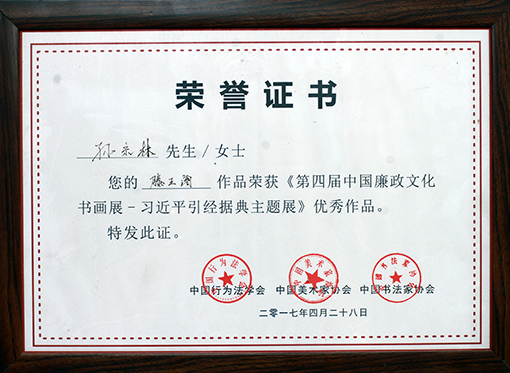 荣誉证书
孙宗林 先生/女士
您的 滕王阁 作品荣获《第四届中国廉政文化
书画展-习近平引经据典主题展》优秀作品。
特发此证。
中国行为法学会 中国美术家协会 中国书法家协会
二零一七年四月二十八日